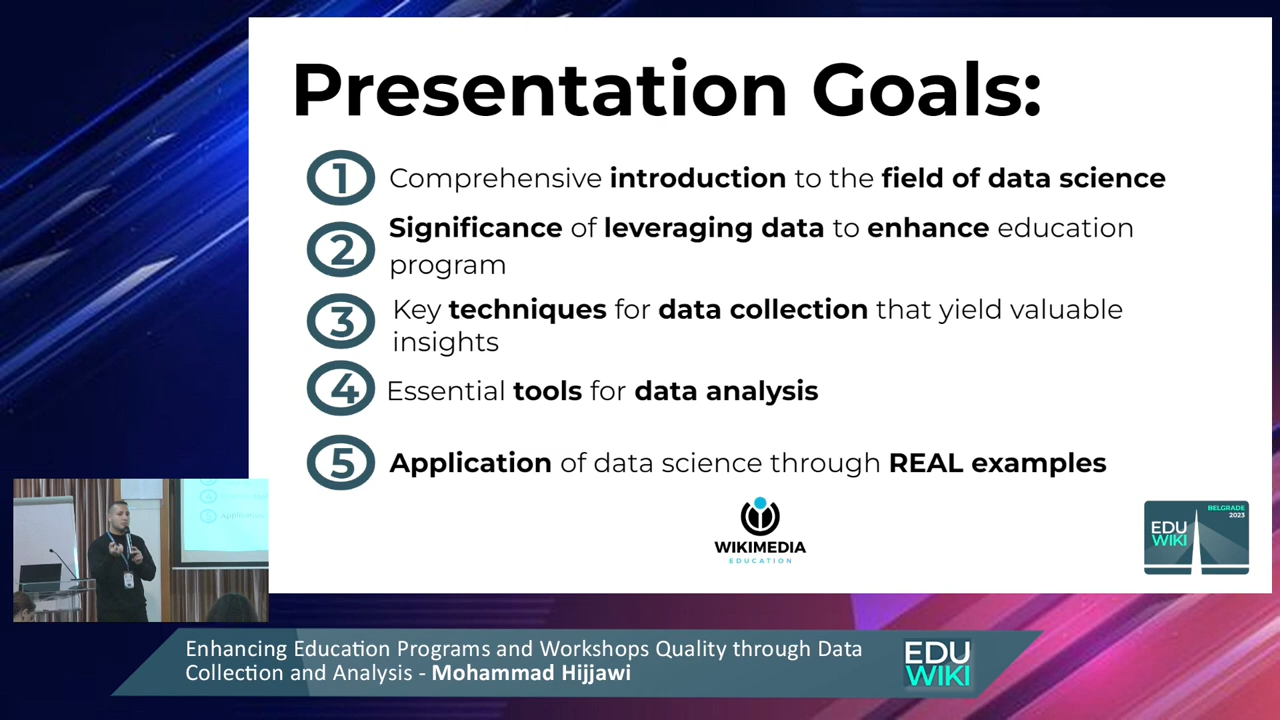 Presentation Goals:
1 Comprehensive introduction to the field of data science
2 Significance of leveraging data to enhance education
program
3 Key techniques for data collection that yield valuable
insights
4 Essential tools for data analysis
5 Application of data science through REAL examples
WIKIMEDIA
EDUCATION
BELGRADE
2023
EDU
WIKI
Enhancing Education Programs and Workshops Quality through Data
Collection and Analysis - Mohammad Hijjawi
EDU
WIKI